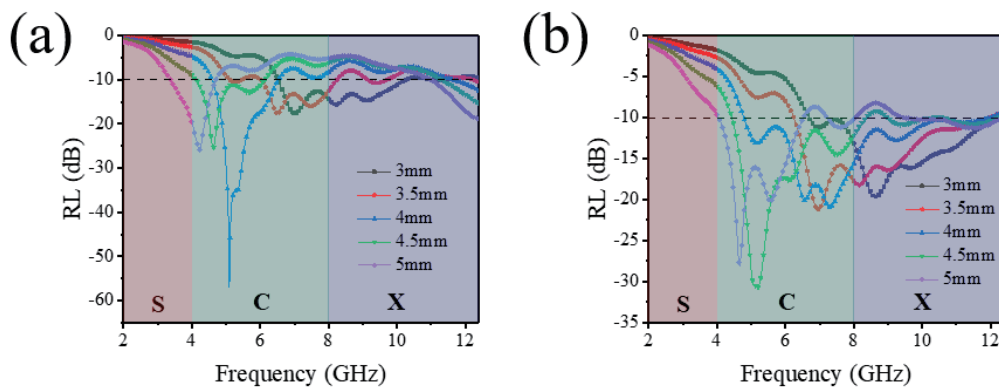 (a)
0
-10
-20
-30
-40
-50
-60
RL (dB)
3mm
3.5mm
4mm
4.5mm
5mm
S
C
X
2
4
6
8
10
12
Frequency (GHz)
(b)
0
-5
-10
-15
-20
-25
-30
-35
RL (dB)
3mm
3.5mm
4mm
4.5mm
5mm
S
C
X
2
4
6
8
10
12
Frequency (GHz)